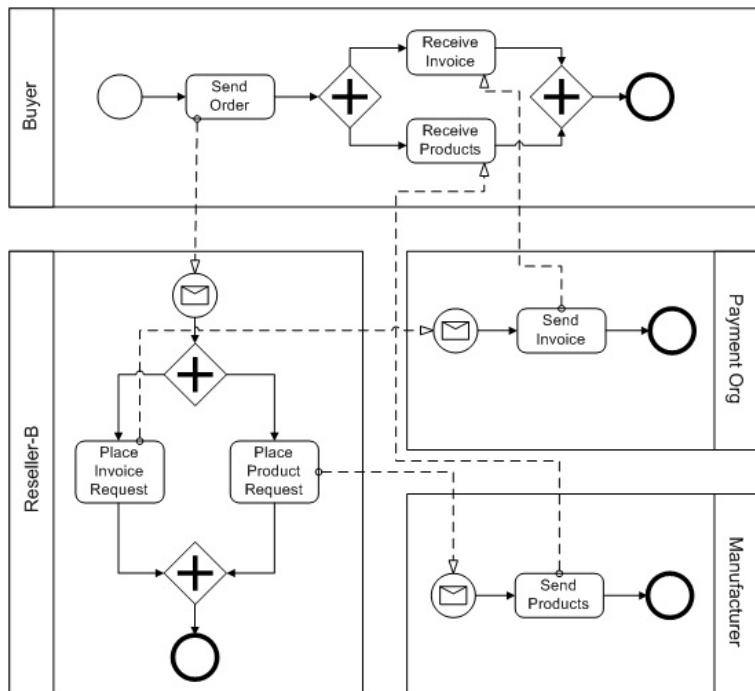 Buyer
Send
Order
Receive
Invoice
Receive
Products
Reseller-B
Place
Invoice
Request
Place
Product
Request
Payment Org
Send
Invoice
Manufacturer
Send
Products